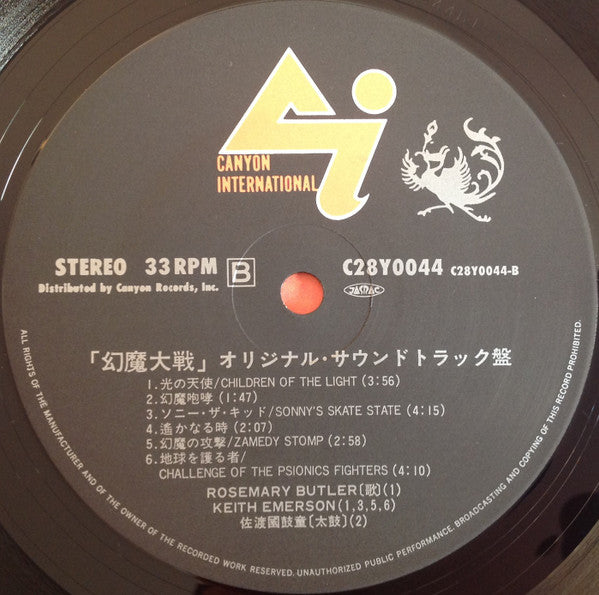 CANYON
INTERNATIONAL
STEREO 33RPM B C28Y0044 C28Y0044-B
Distributed by Canyon Records, Inc. JASRAC
「幻魔大戦」オリジナル・サウンドトラック盤
1.光の天使/CHILDREN OF THE LIGHT (3:56)
2.幻魔咆哮 (1:47)
3.ソニー・ザ・キッド/SONNY'S SKATE STATE (4:15)
4.遙かなる時 (2:07)
5.幻魔の攻撃/ZAMEDY STOMP (2:58)
6.地球を護る者/
CHALLENGE OF THE PSIONICS FIGHTERS (4:10)
ROSEMARY BUTLER〔歌〕(1)
KEITH EMERSON(1,3,5,6)
佐渡國鼓童〔太鼓〕(2)
ALL RIGHTS OF THE MANUFACTURER AND OF THE OWNER OF THE RECORDED WORK RESERVED. UNAUTHORIZED PUBLIC PERFORMANCE, BROADCASTING AND COPYING OF THIS RECORD PROHIBITED.